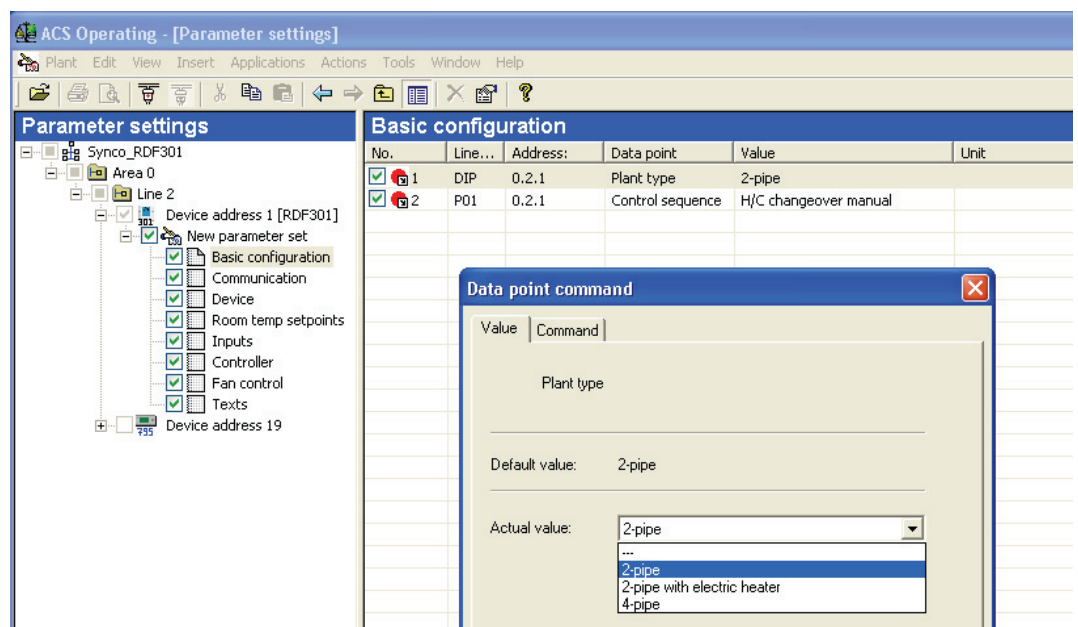 ACS Operating - [Parameter settings]
Plant Edit View Insert Applications Actions Tools Window Help
Parameter settings
Synco_RDF301
Area 0
Line 2
301
Device address 1 [RDF301]
New parameter set
Basic configuration
Communication
Device
Room temp setpoints
Inputs
Controller
Fan control
Texts
795
Device address 19
Basic configuration
No. Line... Address: Data point Value Unit
1 DIP 0.2.1 Plant type 2-pipe
2 P01 0.2.1 Control sequence H/C changeover manual
Data point command
Value Command
Plant type
Default value: 2-pipe
Actual value: 2-pipe
---
2-pipe
2-pipe with electric heater
4-pipe